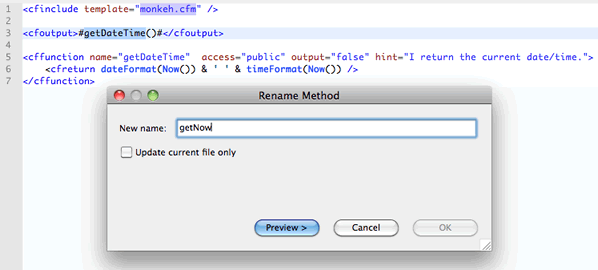 1 <cfinclude template="monkeh.cfm" />
2
3 <cfoutput>#getDateTime()#</cfoutput>
4
5 <cffunction name="getDateTime"  access="public" output="false" hint="I return the current date/time.">
6     <cfreturn dateFormat(Now()) & ' ' & timeFormat(Now()) />
7 </cffunction>
Rename Method
New name: getNow
Update current file only
Preview > Cancel OK